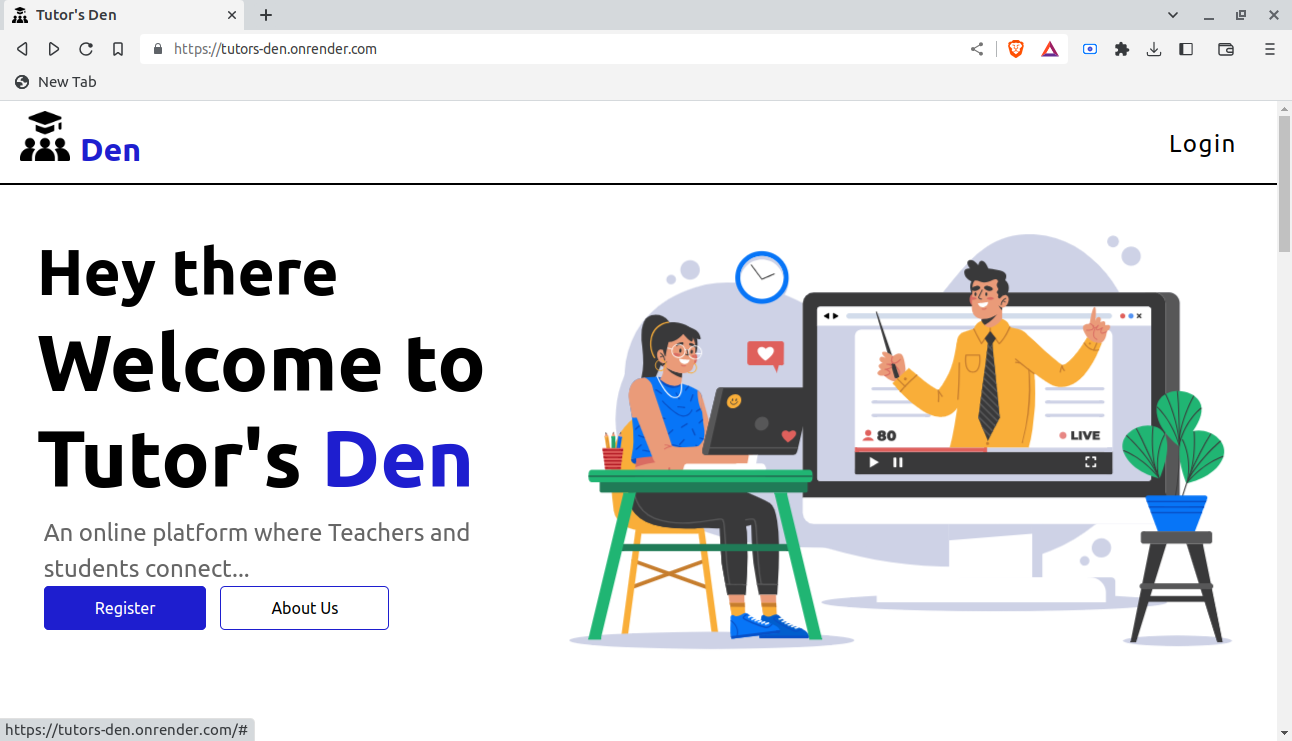 Tutor's Den
https://tutors-den.onrender.com
New Tab
Den
Login
Hey there
Welcome to
Tutor's Den
An online platform where Teachers and
students connect...
Register
About Us
80
LIVE
https://tutors-den.onrender.com/#